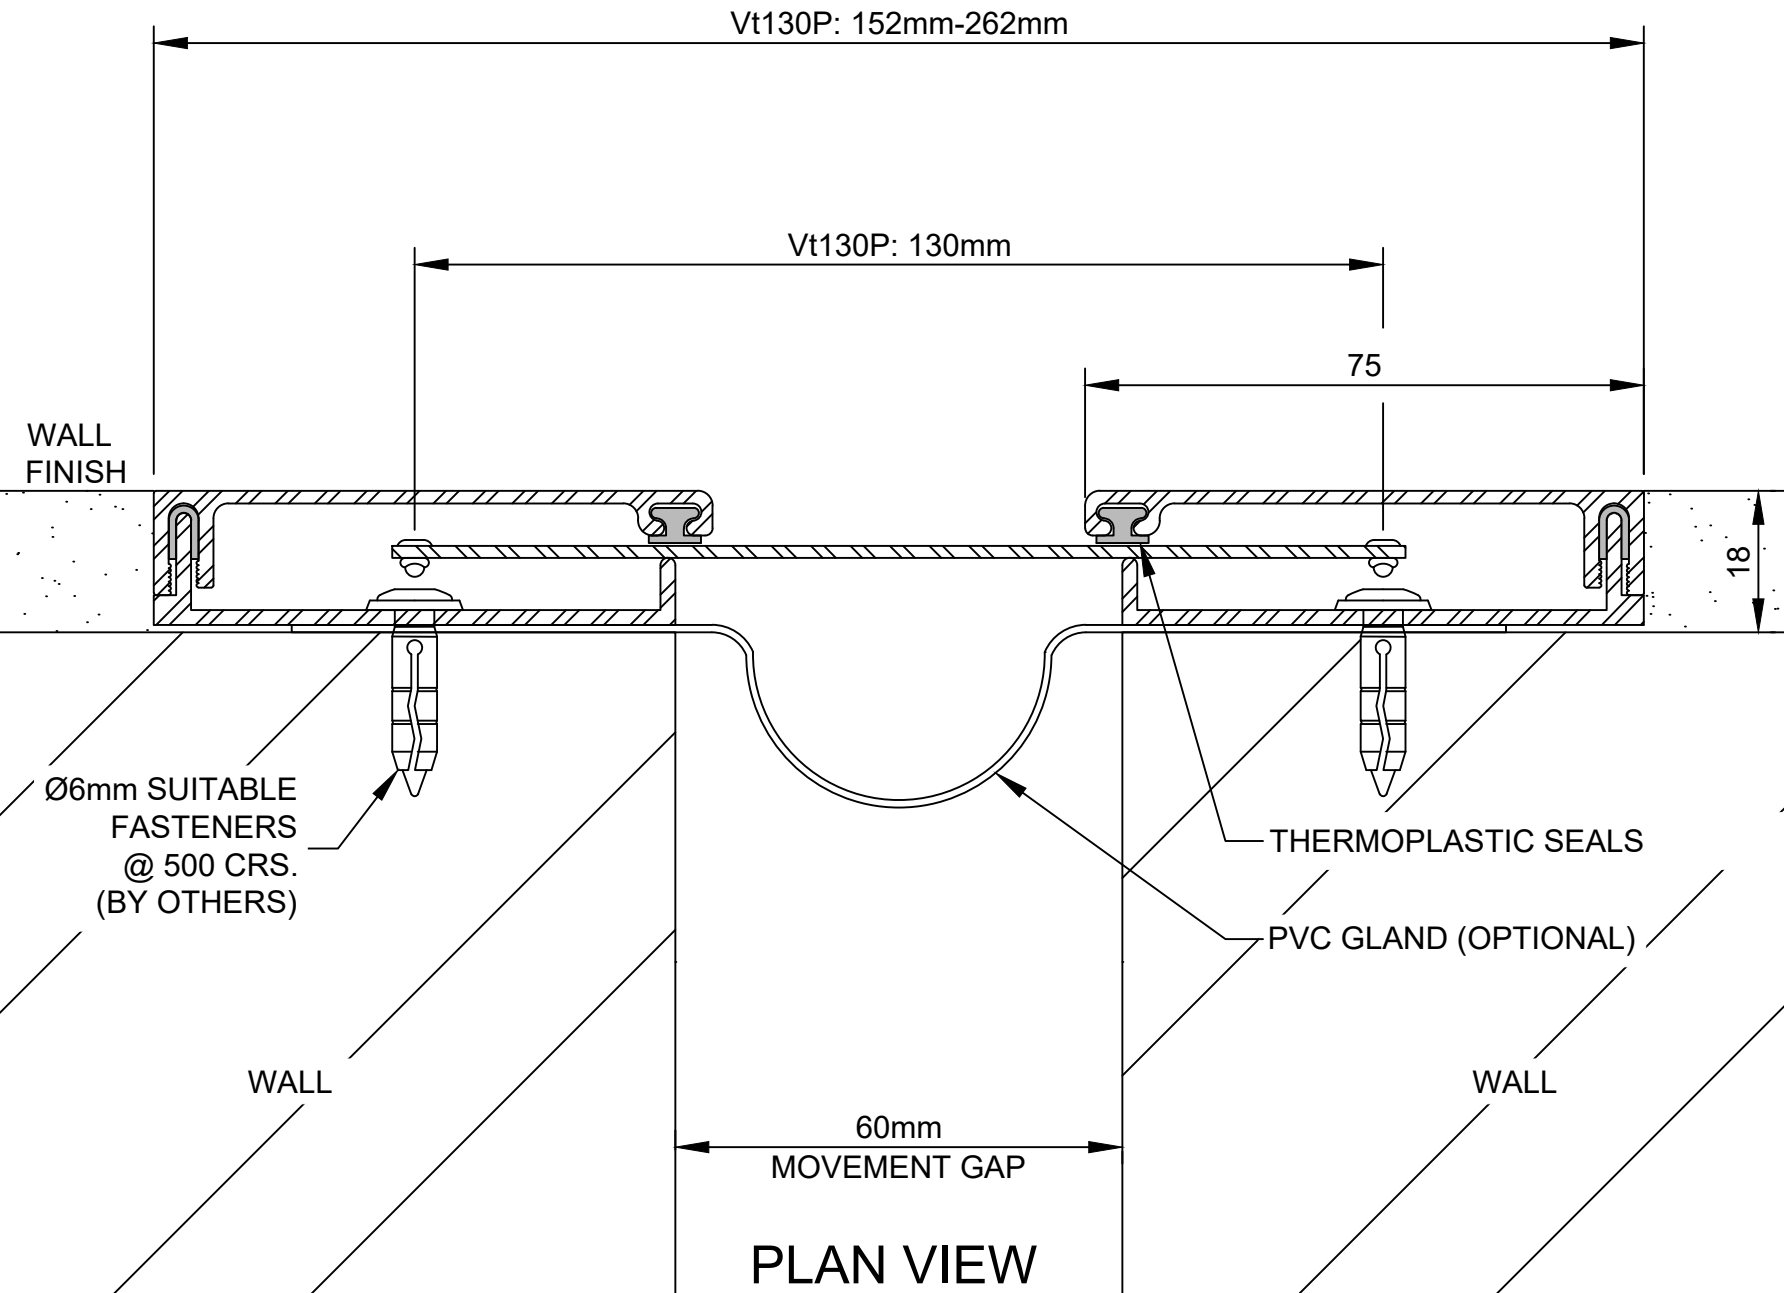 Vt130P: 152mm-262mm
Vt130P: 130mm
75
WALL
FINISH
18
Ø6mm SUITABLE
FASTENERS
@ 500 CRS.
(BY OTHERS)
THERMOPLASTIC SEALS
PVC GLAND (OPTIONAL)
WALL
WALL
60mm
MOVEMENT GAP
PLAN VIEW